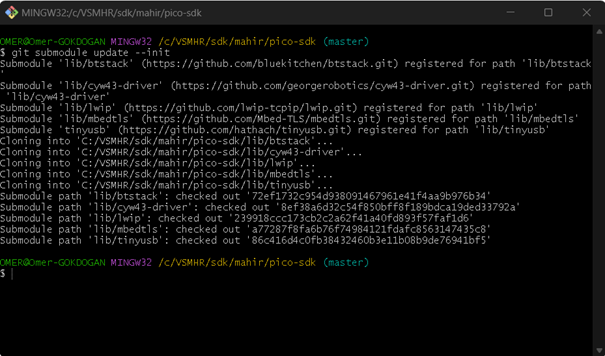 MINGW32:/c/VSMHR/sdk/mahir/pico-sdk
OMER@Omer-GOKDOGAN MINGW32 /c/VSMHR/sdk/mahir/pico-sdk (master)
$ git submodule update --init
Submodule 'lib/btstack' (https://github.com/bluekitchen/btstack.git) registered for path 'lib/btstack
'
Submodule 'lib/cyw43-driver' (https://github.com/georgerobotics/cyw43-driver.git) registered for path
'lib/cyw43-driver'
Submodule 'lib/lwip' (https://github.com/lwip-tcpip/lwip.git) registered for path 'lib/lwip'
Submodule 'lib/mbedtls' (https://github.com/Mbed-TLS/mbedtls.git) registered for path 'lib/mbedtls'
Submodule 'tinyusb' (https://github.com/hathach/tinyusb.git) registered for path 'lib/tinyusb'
Cloning into 'C:/VSMHR/sdk/mahir/pico-sdk/lib/btstack'...
Cloning into 'C:/VSMHR/sdk/mahir/pico-sdk/lib/cyw43-driver'...
Cloning into 'C:/VSMHR/sdk/mahir/pico-sdk/lib/lwip'...
Cloning into 'C:/VSMHR/sdk/mahir/pico-sdk/lib/mbedtls'...
Cloning into 'C:/VSMHR/sdk/mahir/pico-sdk/lib/tinyusb'...
Submodule path 'lib/btstack': checked out '72ef1732c954d938091467961e41f4aa9b976b34'
Submodule path 'lib/cyw43-driver': checked out '8ef38a6d32c54f850bff8f189bdca19ded33792a'
Submodule path 'lib/lwip': checked out '239918ccc173cb2c2a62f41a40fd893f57faf1d6'
Submodule path 'lib/mbedtls': checked out 'a77287f8fa6b76f74984121fdafc8563147435c8'
Submodule path 'lib/tinyusb': checked out '86c416d4c0fb38432460b3e11b08b9de76941bf5'
OMER@Omer-GOKDOGAN MINGW32 /c/VSMHR/sdk/mahir/pico-sdk (master)
$